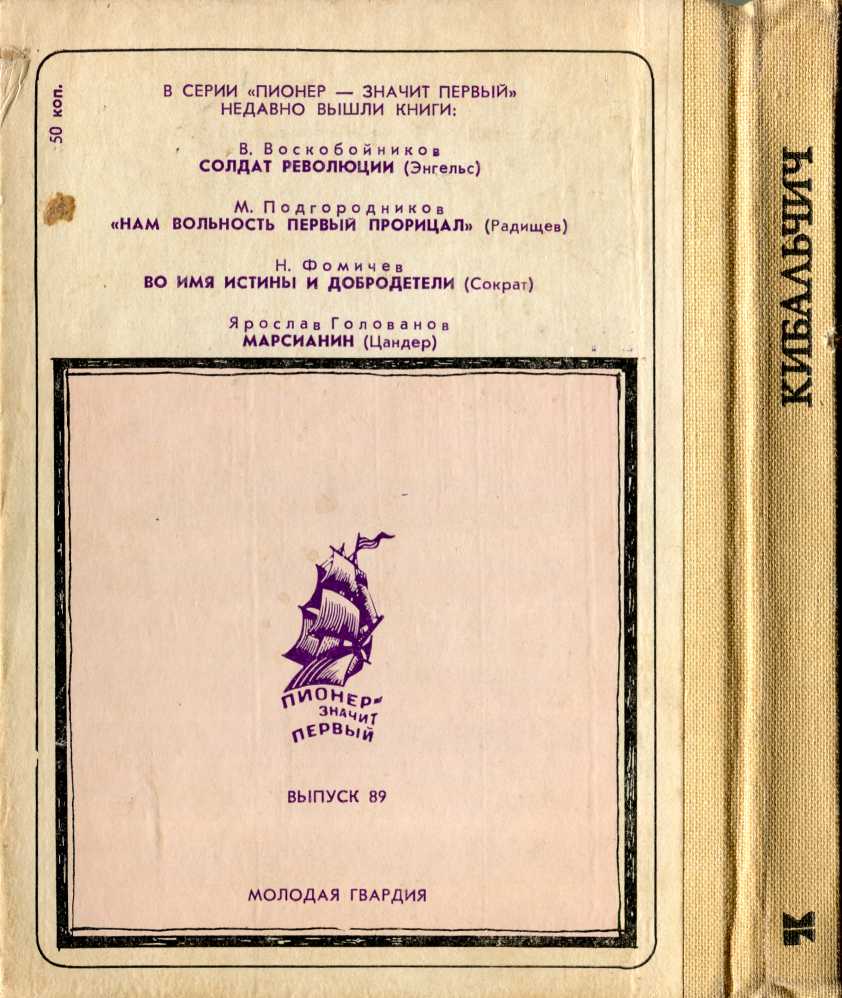 50 коп.
В СЕРИИ «ПИОНЕР — ЗНАЧИТ ПЕРВЫЙ»
НЕДАВНО ВЫШЛИ КНИГИ:
В. Воскобойников
СОЛДАТ РЕВОЛЮЦИИ (Энгельс)
М. Подгородников
«НАМ ВОЛЬНОСТЬ ПЕРВЫЙ ПРОРИЦАЛ» (Радищев)
Н. Фомичев
ВО ИМЯ ИСТИНЫ И ДОБРОДЕТЕЛИ (Сократ)
Ярослав Голованов
МАРСИАНИН (Цандер)
ПИОНЕР-
ЗНАЧИТ
ПЕРВЫЙ
ВЫПУСК 89
МОЛОДАЯ ГВАРДИЯ
КИБАЛЬЧИЧ